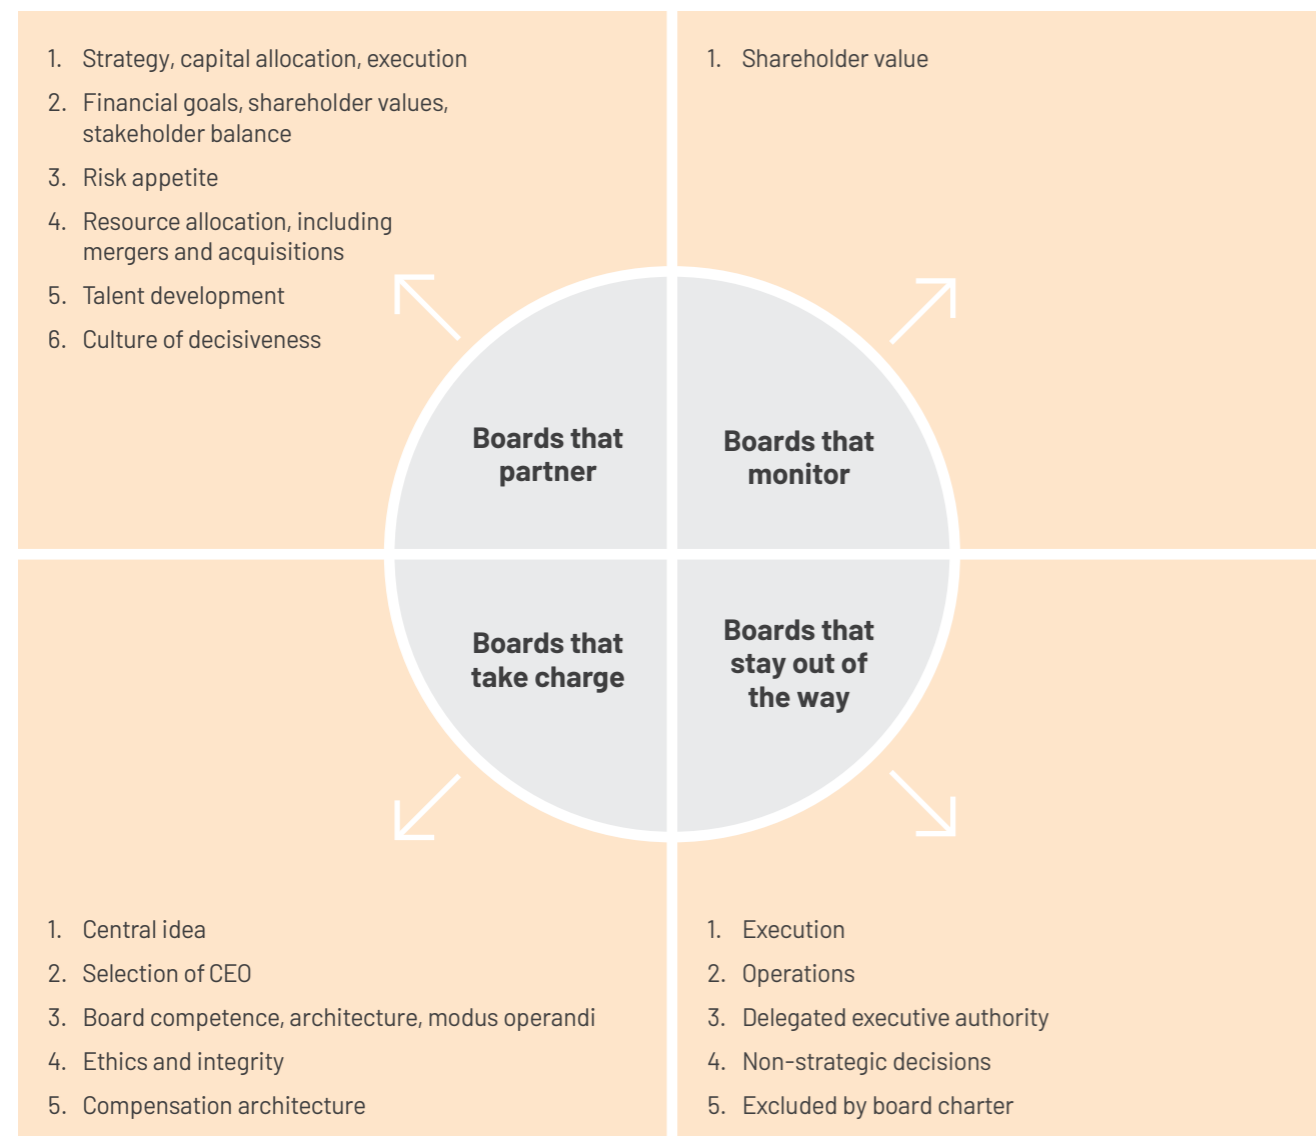 1. Strategy, capital allocation, execution
2. Financial goals, shareholder values,
stakeholder balance
3. Risk appetite
4. Resource allocation, including
mergers and acquisitions
5. Talent development
6. Culture of decisiveness
1. Shareholder value
Boards that
partner
Boards that
monitor
Boards that
take charge
Boards that
stay out of
the way
1. Central idea
2. Selection of CEO
3. Board competence, architecture, modus operandi
4. Ethics and integrity
5. Compensation architecture
1. Execution
2. Operations
3. Delegated executive authority
4. Non-strategic decisions
5. Excluded by board charter